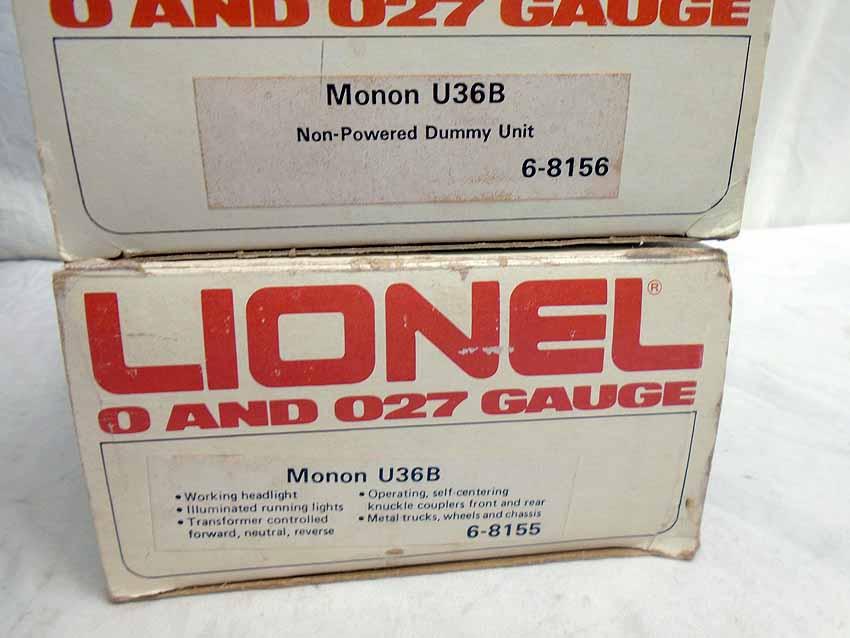 O AND 027 GAUGE
Monon U36B
Non-Powered Dummy Unit
6-8156
LIONEL®
O AND 027 GAUGE
Monon U36B
• Working headlight
• Illuminated running lights
• Transformer controlled
forward, neutral, reverse
• Operating, self-centering
knuckle couplers front and rear
• Metal trucks, wheels and chassis
6-8155